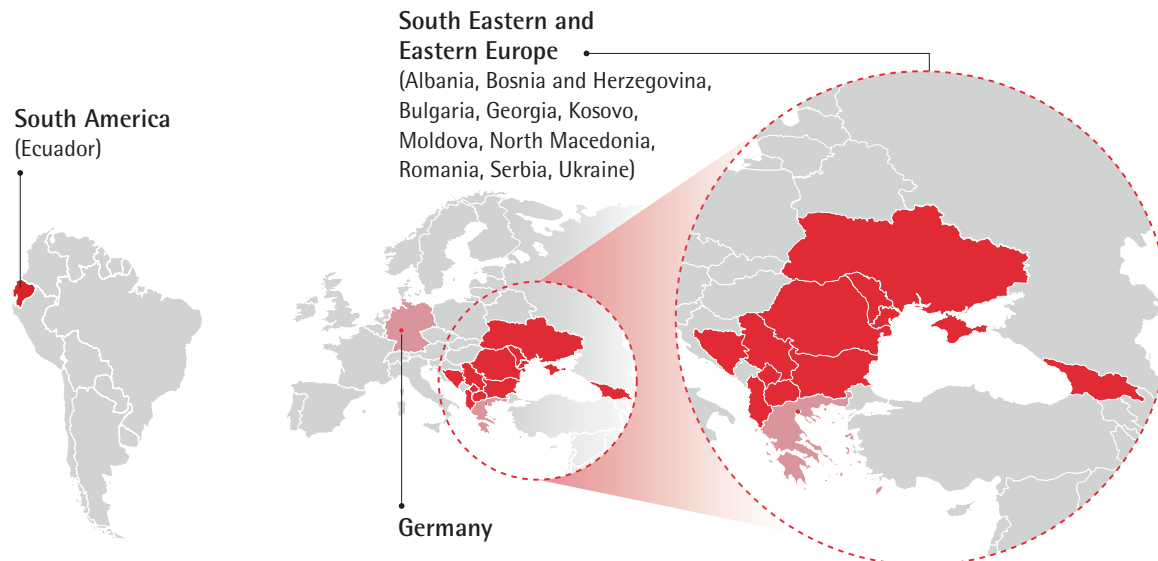 South Eastern and
Eastern Europe
(Albania, Bosnia and Herzegovina,
Bulgaria, Georgia, Kosovo,
Moldova, North Macedonia,
Romania, Serbia, Ukraine)
South America
(Ecuador)
Germany